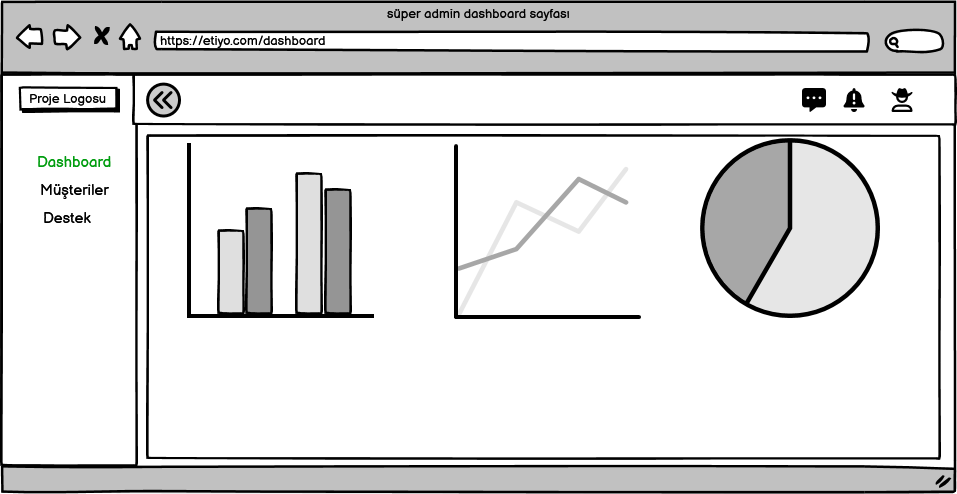 süper admin dashboard sayfası
https://etiyo.com/dashboard
Proje Logosu
Dashboard
Müşteriler
Destek